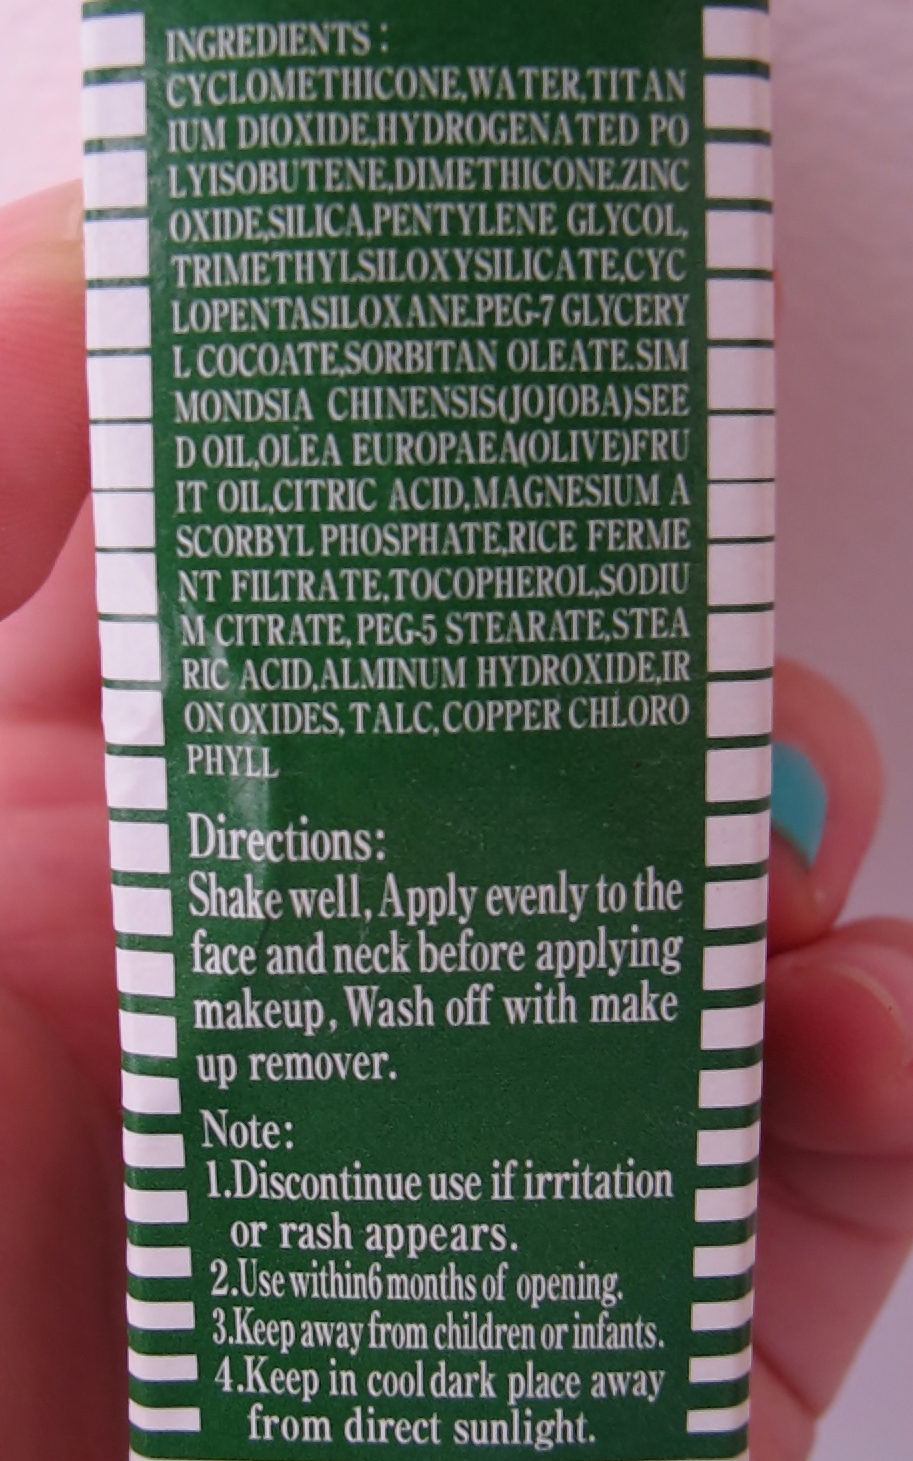 INGREDIENTS :
CYCLOMETHICONE,WATER,TITAN
IUM DIOXIDE,HYDROGENATED PO
LYISOBUTENE,DIMETHICONE.ZINC
OXIDE,SILICA,PENTYLENE GLYCOL,
TRIMETHYLSILOXYSILICATE,CYC
LOPENTASILOXANE.PEG-7 GLYCERY
L COCOATE,SORBITAN OLEATE.SIM
MONDSIA CHINENSIS(JOJOBA)SEE
D OIL,OLEA EUROPAEA(OLIVE)FRU
IT OIL,CITRIC ACID,MAGNESIUM A
SCORBYL PHOSPHATE,RICE FERME
NT FILTRATE,TOCOPHEROL,SODIU
M CITRATE, PEG-5 STEARATE,STEA
RIC ACID,ALMINUM HYDROXIDE,IR
ON OXIDES, TALC,COPPER CHLORO
PHYLL
Directions:
Shake well, Apply evenly to the
face and neck before applying
makeup, Wash off with make
up remover.
Note:
1.Discontinue use if irritation
or rash appears.
2.Use within6 months of opening.
3.Keep away from children or infants.
4.Keep in cool dark place away
from direct sunlight.